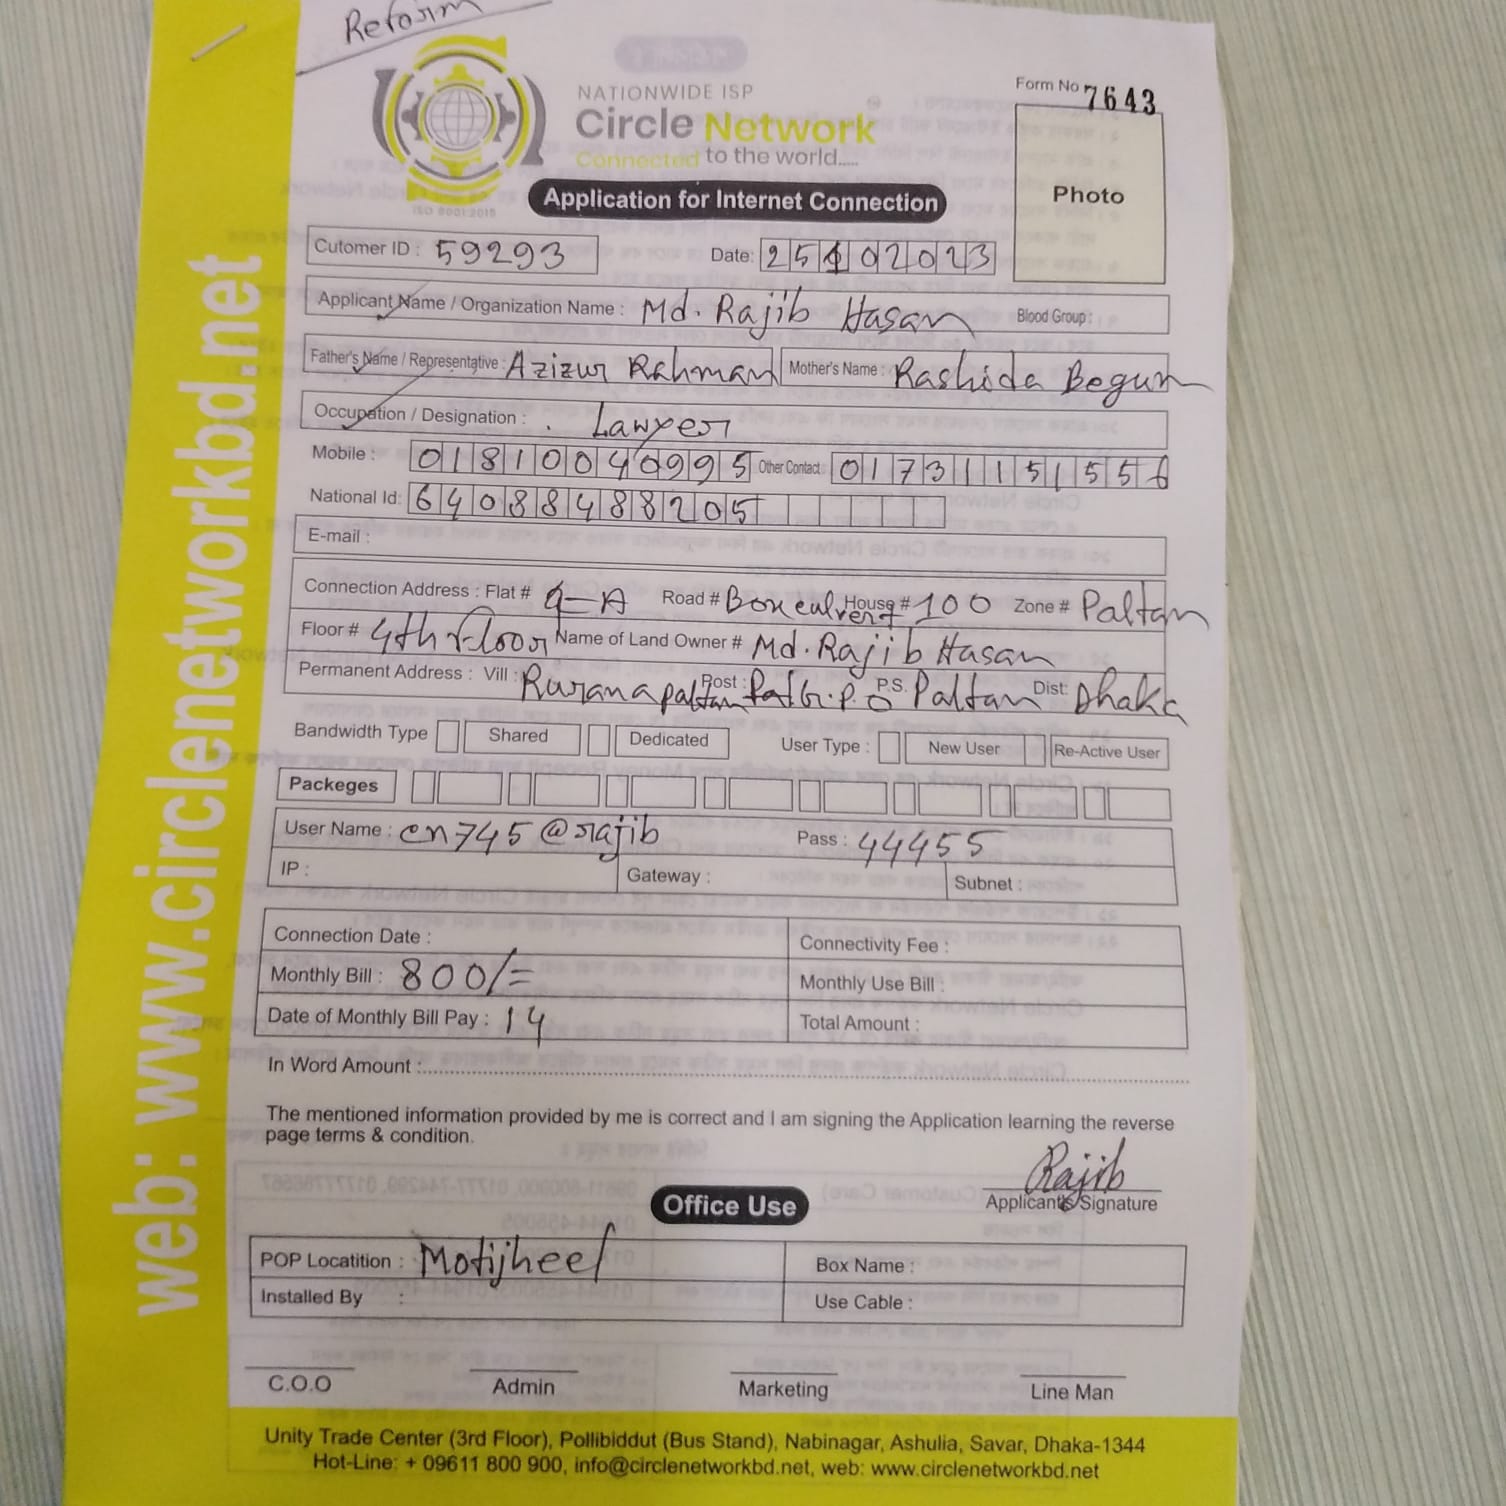 Reform
NATIONWIDE ISP
Circle Network
Connected to the world.....
ISO 9001:2015
Form No 7643
Photo
Application for Internet Connection
Cutomer ID : 59293 Date: 25102023
Applicant Name / Organization Name : Md. Rajib Hasan Blood Group :
Father's Name / Representative : Azizur Rahman Mother's Name : Rashida Begum
Occupation / Designation : Lawyer
Mobile : 01810040995 Other Contact 01731151556
National Id: 64088488205
E-mail :
Connection Address : Flat # 4-A Road # Boxculvert House # 100 Zone # Paltan
Floor # 4th Floor Name of Land Owner # Md. Rajib Hasan
Permanent Address : Vill : Puranapaltan Post : G.P.O P.S. Paltan Dist: Dhaka
Bandwidth Type Shared Dedicated User Type : New User Re-Active User
Packeges
User Name : cn745@rajib Pass : 44455
IP : Gateway : Subnet :
Connection Date : Connectivity Fee :
Monthly Bill : 800/= Monthly Use Bill :
Date of Monthly Bill Pay : 14 Total Amount :
In Word Amount :
The mentioned information provided by me is correct and I am signing the Application learning the reverse
page terms & condition.
Rajib
Applicant's Signature
Office Use
POP Locatition : Motijheel Box Name :
Installed By : Use Cable :
C.O.O Admin Marketing Line Man
Unity Trade Center (3rd Floor), Pollibiddut (Bus Stand), Nabinagar, Ashulia, Savar, Dhaka-1344
Hot-Line: + 09611 800 900, info@circlenetworkbd.net, web: www.circlenetworkbd.net
web: www.circlenetworkbd.net